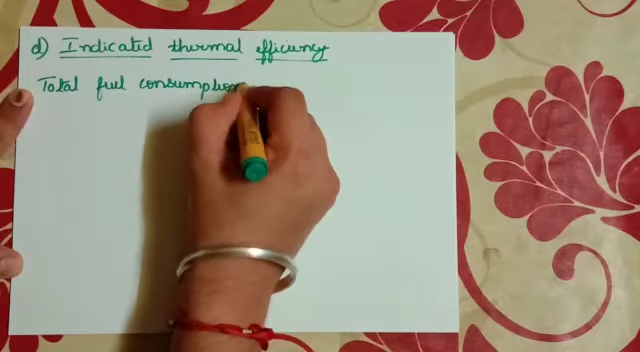 d) Indicated thermal efficiency
Total fuel consumption